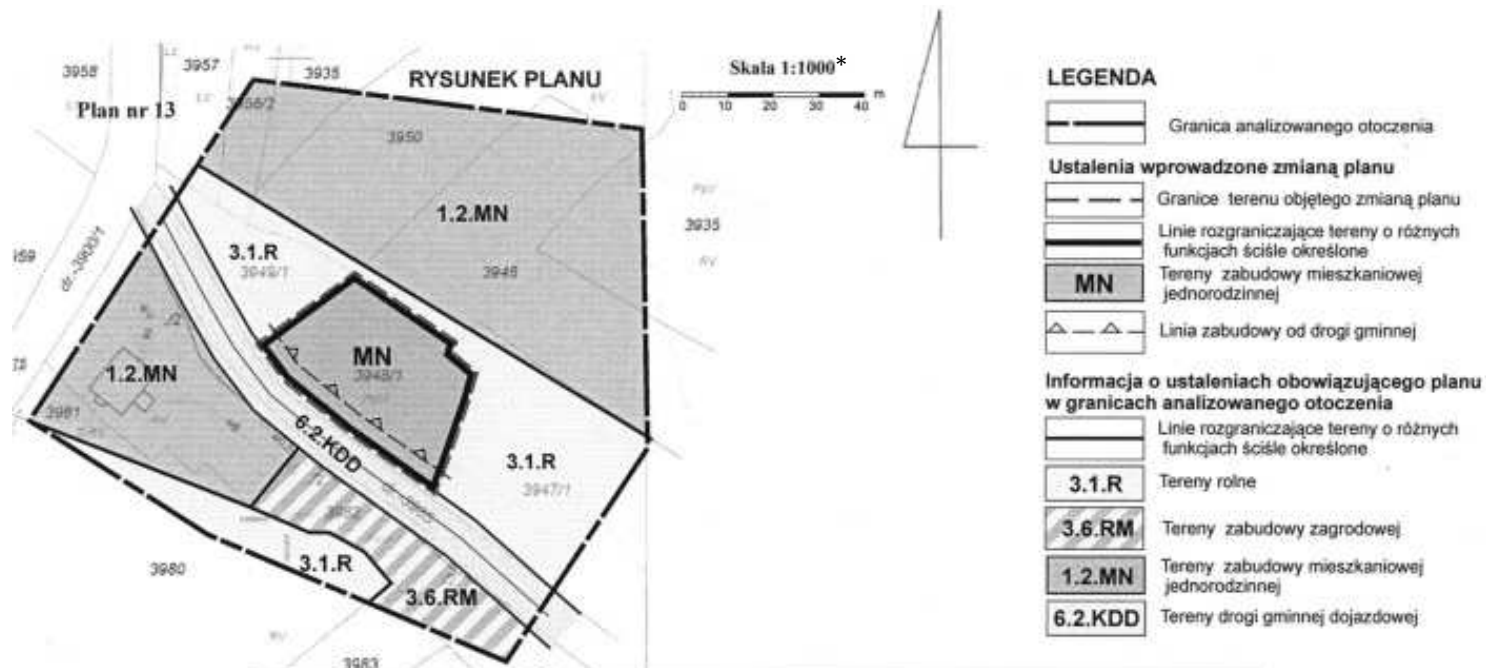 3958
3957
3935
RYSUNEK PLANU
Skala 1:1000*
0 10 20 30 40 m
Plan nr 13
3950
1.2.MN
3935
RV
3.1.R
3949/1
3946
dr.-3900/1
MN
3948/1
1.2.MN
3981
6.2.KDD
3.1.R
3947/1
3980
3.1.R
3.6.RM
3983
LEGENDA
Granica analizowanego otoczenia
Ustalenia wprowadzone zmianą planu
Granice terenu objętego zmianą planu
Linie rozgraniczające tereny o różnych
funkcjach ściśle określone
MN Tereny zabudowy mieszkaniowej
jednorodzinnej
Linia zabudowy od drogi gminnej
Informacja o ustaleniach obowiązującego planu
w granicach analizowanego otoczenia
Linie rozgraniczające tereny o różnych
funkcjach ściśle określone
3.1.R Tereny rolne
3.6.RM Tereny zabudowy zagrodowej
1.2.MN Tereny zabudowy mieszkaniowej
jednorodzinnej
6.2.KDD Tereny drogi gminnej dojazdowej